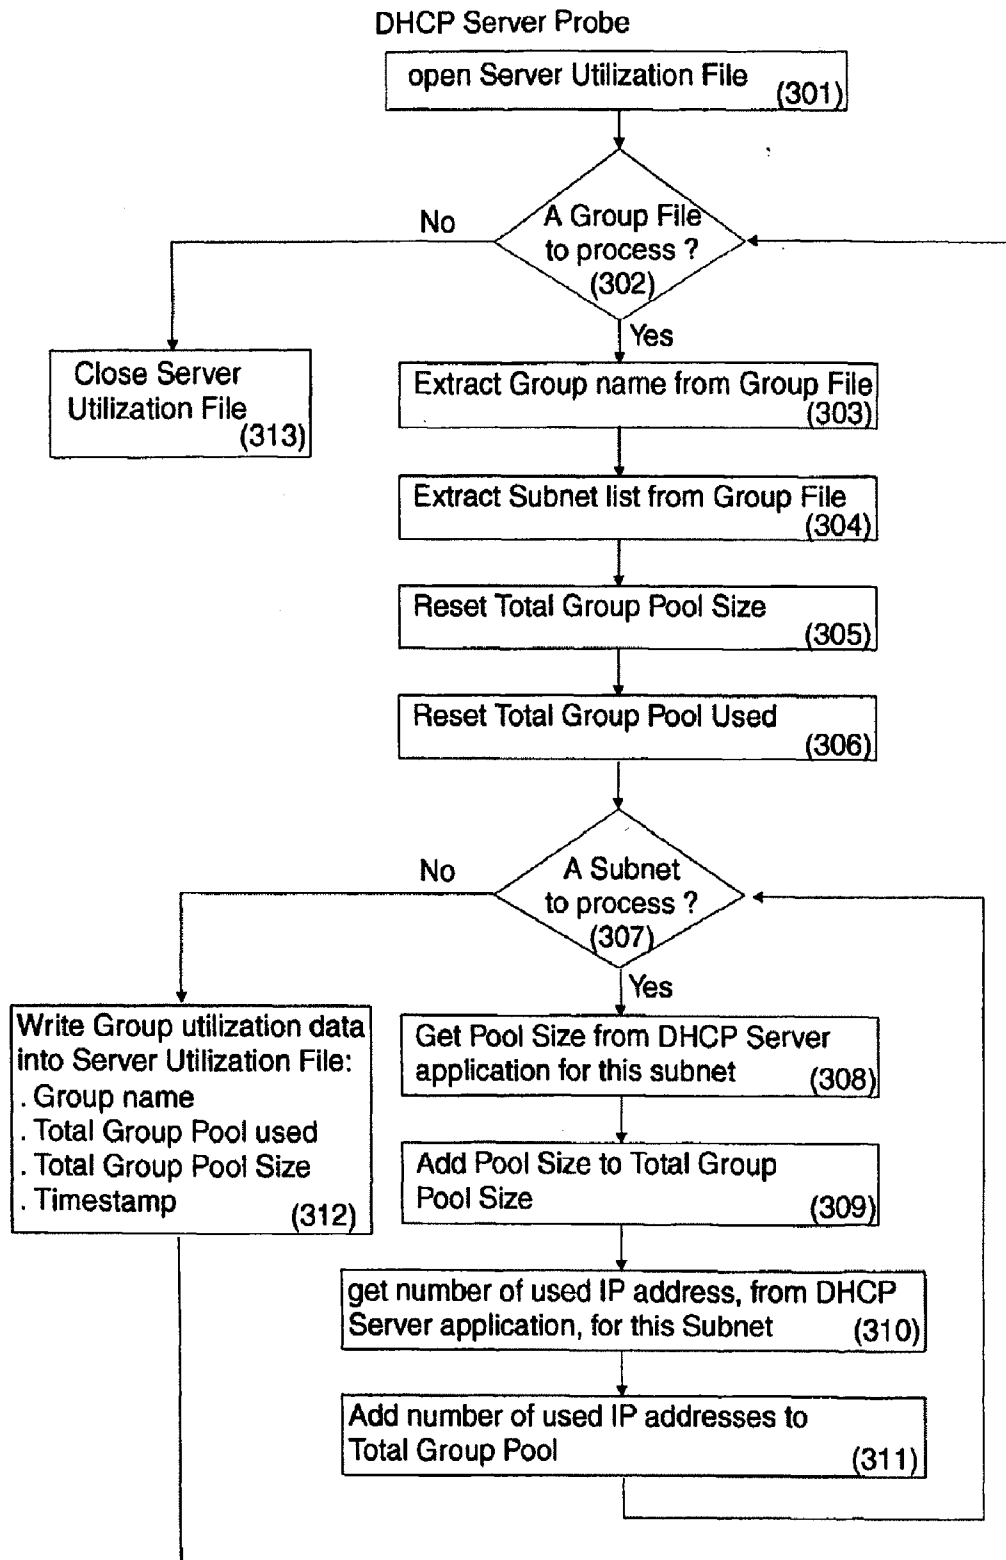 DHCP Server Probe
open Server Utilization File
(301)
A Group File
to process ?
(302)
No
Yes
Close Server
Utilization File
(313)
Extract Group name from Group File
(303)
Extract Subnet list from Group File
(304)
Reset Total Group Pool Size
(305)
Reset Total Group Pool Used
(306)
A Subnet
to process ?
(307)
No
Yes
Write Group utilization data
into Server Utilization File:
. Group name
. Total Group Pool used
. Total Group Pool Size
. Timestamp
(312)
Get Pool Size from DHCP Server
application for this subnet
(308)
Add Pool Size to Total Group
Pool Size
(309)
get number of used IP address, from DHCP
Server application, for this Subnet
(310)
Add number of used IP addresses to
Total Group Pool
(311)